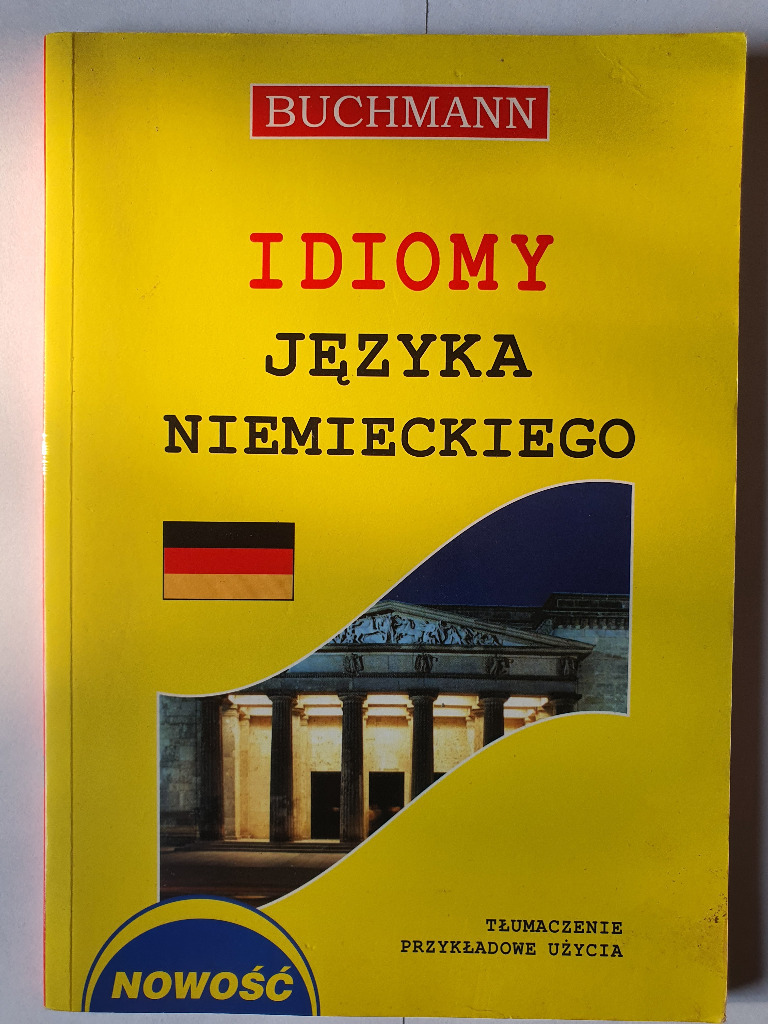 BUCHMANN
IDIOMY
JĘZYKA
NIEMIECKIEGO
TŁUMACZENIE
PRZYKŁADOWE UŻYCIA
NOWOŚĆ